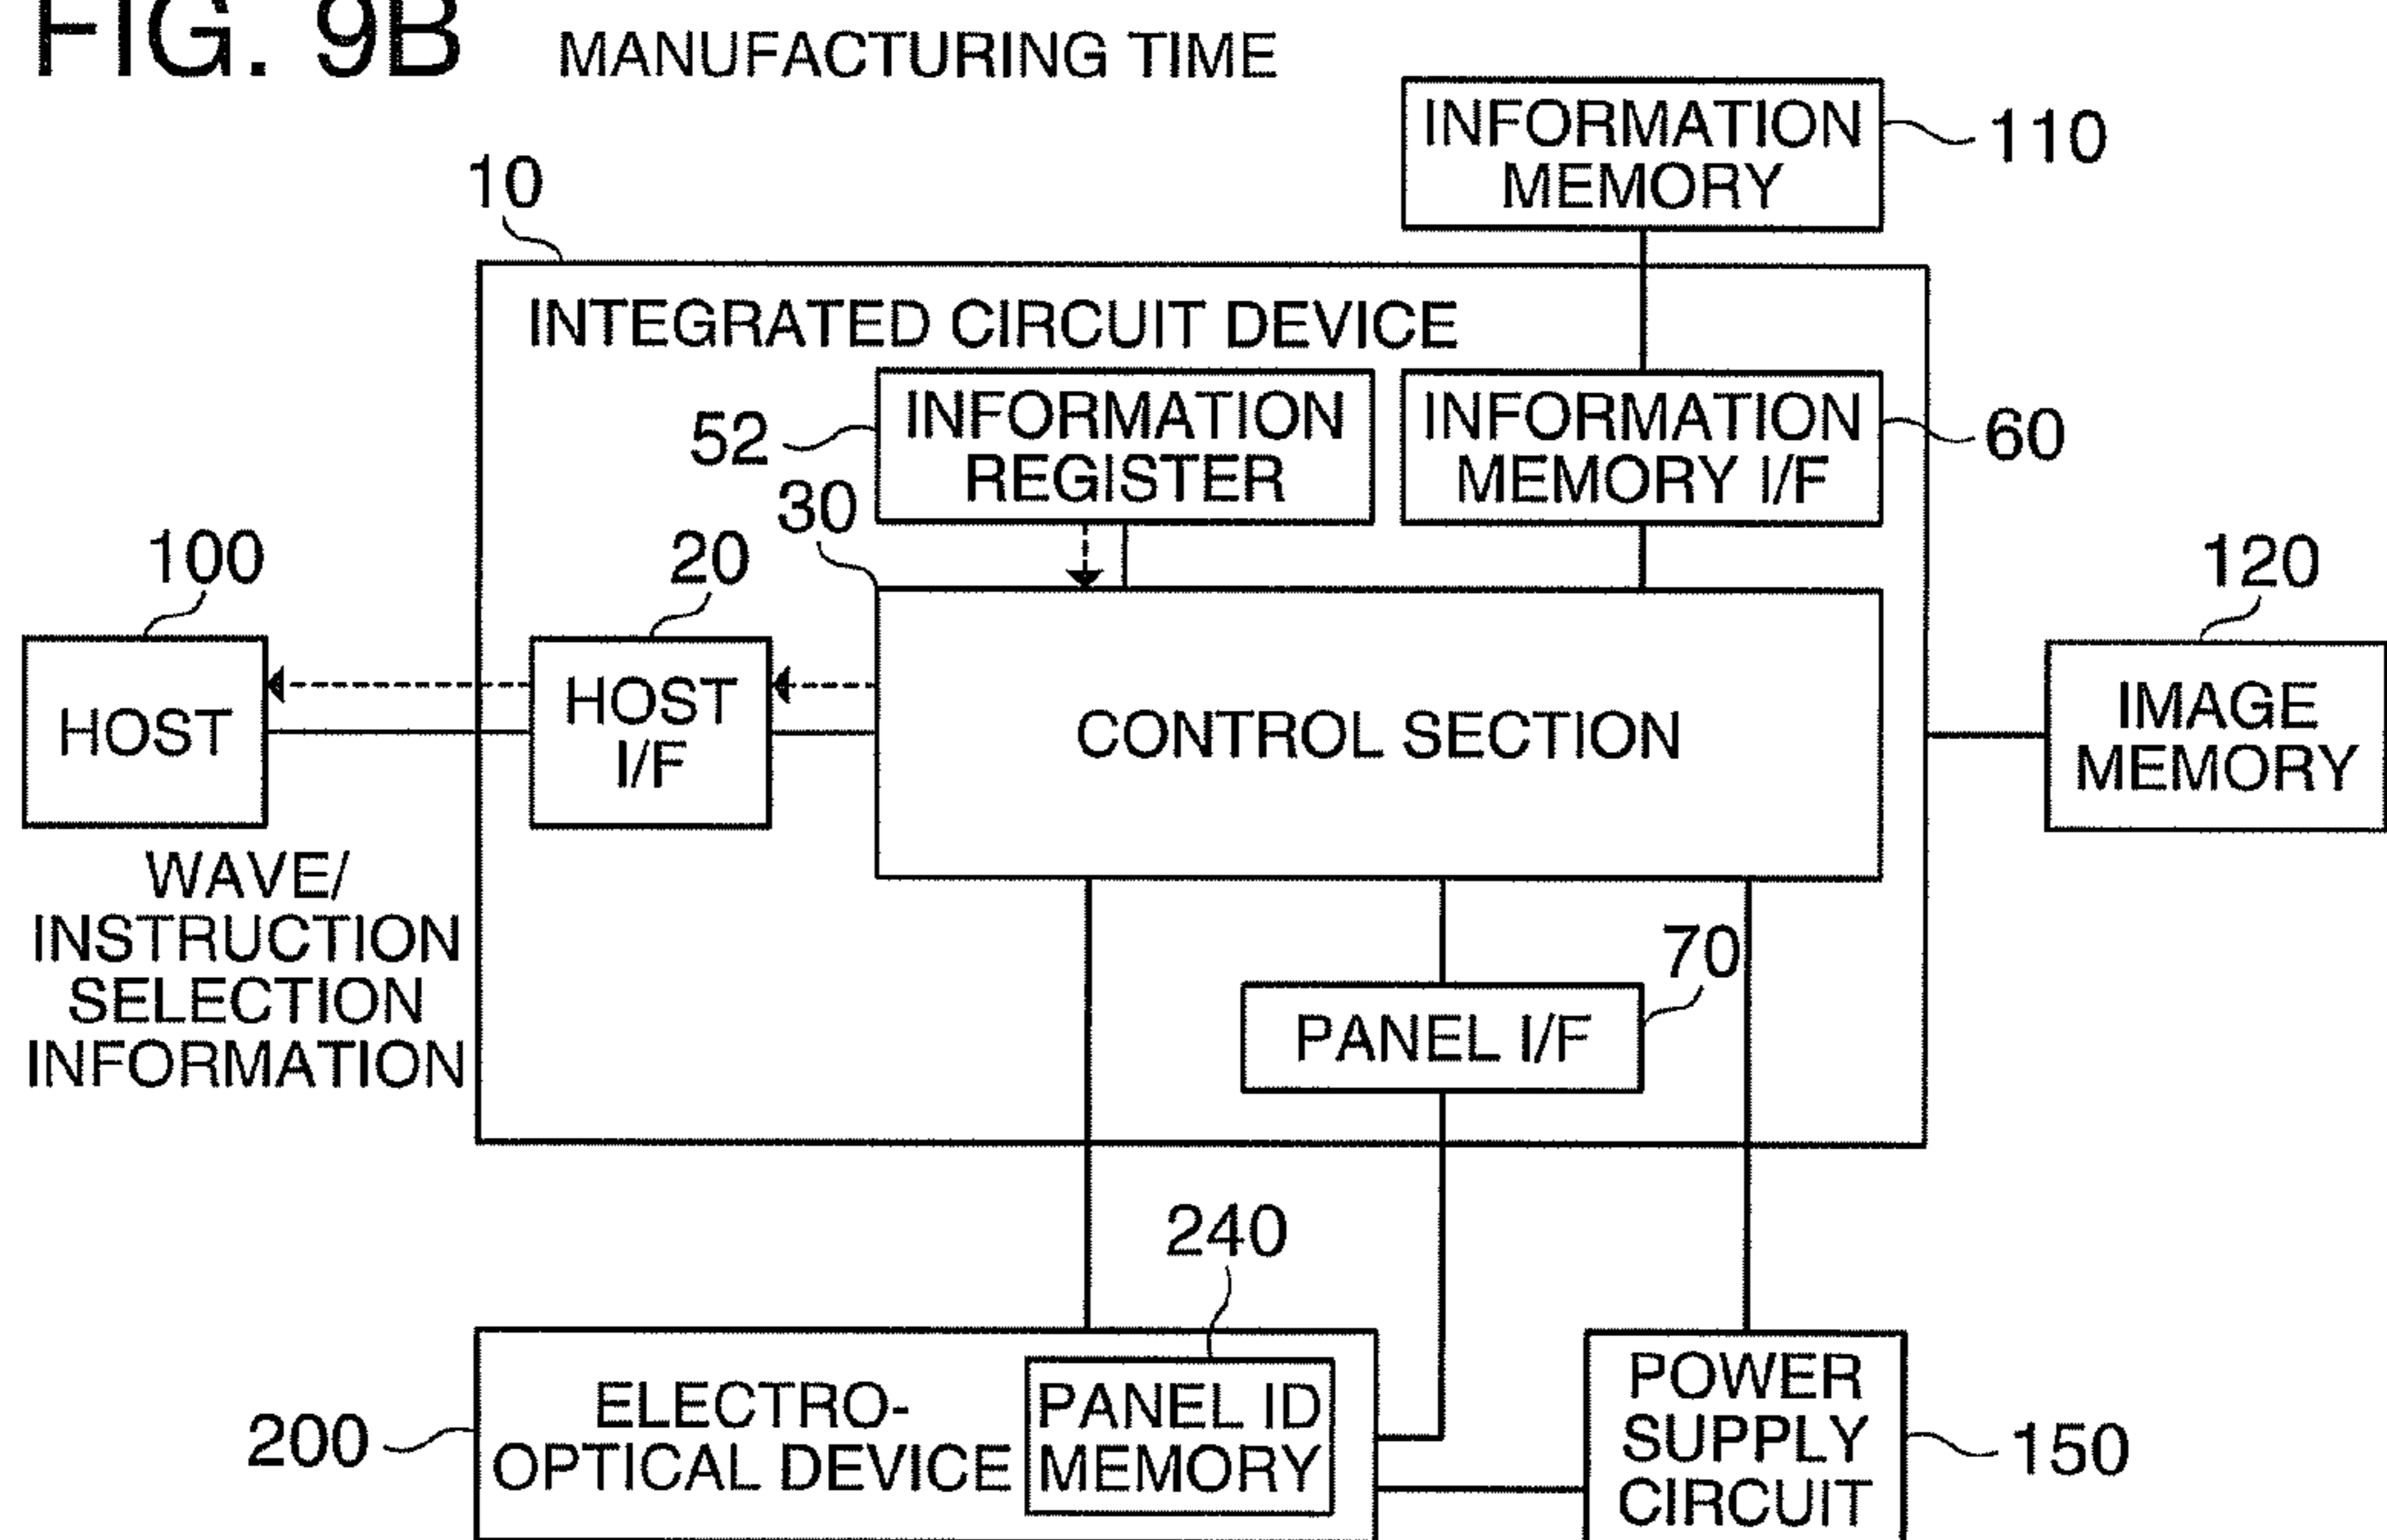 FIG. 9B MANUFACTURING TIME
INFORMATION
MEMORY
110
10
INTEGRATED CIRCUIT DEVICE
52
INFORMATION
REGISTER
INFORMATION
MEMORY I/F
60
30
100
20
120
HOST
HOST
I/F
CONTROL SECTION
IMAGE
MEMORY
WAVE/
INSTRUCTION
SELECTION
INFORMATION
70
PANEL I/F
240
200
ELECTRO-
OPTICAL DEVICE
PANEL ID
MEMORY
POWER
SUPPLY
CIRCUIT
150